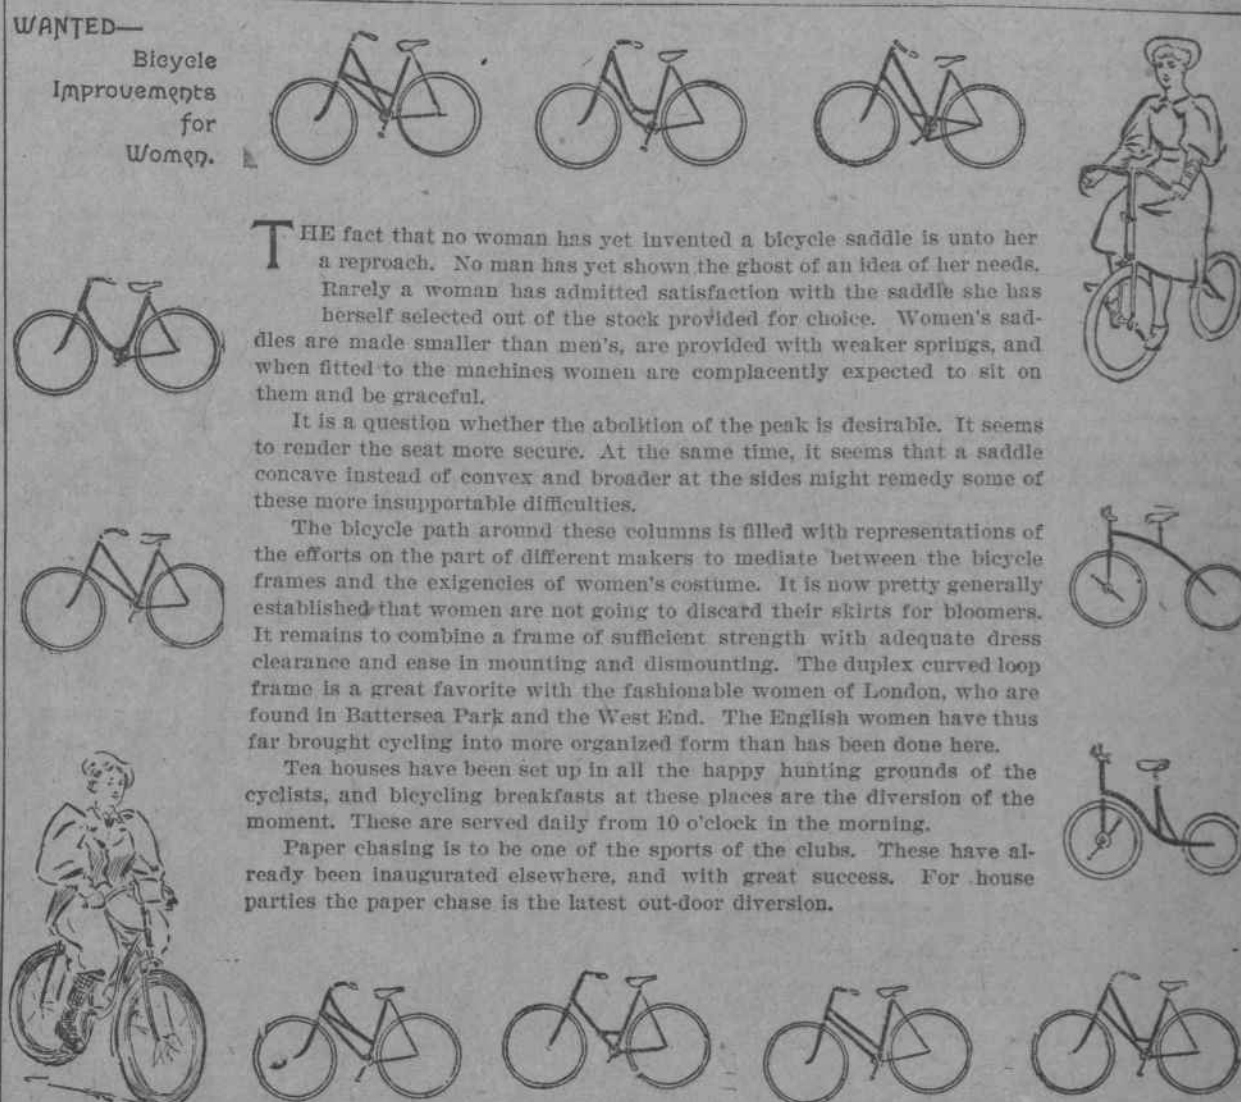 WANTED—
Bicycle
Improvements
for
Women.
THE fact that no woman has yet invented a bicycle saddle is unto her
a reproach. No man has yet shown the ghost of an idea of her needs.
Rarely a woman has admitted satisfaction with the saddle she has
herself selected out of the stock provided for choice. Women's sad-
dles are made smaller than men's, are provided with weaker springs, and
when fitted to the machines women are complacently expected to sit on
them and be graceful.
It is a question whether the abolition of the peak is desirable. It seems
to render the seat more secure. At the same time, it seems that a saddle
concave instead of convex and broader at the sides might remedy some of
these more insupportable difficulties.
The bicycle path around these columns is filled with representations of
the efforts on the part of different makers to mediate between the bicycle
frames and the exigencies of women's costume. It is now pretty generally
established that women are not going to discard their skirts for bloomers.
It remains to combine a frame of sufficient strength with adequate dress
clearance and ease in mounting and dismounting. The duplex curved loop
frame is a great favorite with the fashionable women of London, who are
found in Battersea Park and the West End. The English women have thus
far brought cycling into more organized form than has been done here.
Tea houses have been set up in all the happy hunting grounds of the
cyclists, and bicycling breakfasts at these places are the diversion of the
moment. These are served daily from 10 o'clock in the morning.
Paper chasing is to be one of the sports of the clubs. These have al-
ready been inaugurated elsewhere, and with great success. For house
parties the paper chase is the latest out-door diversion.